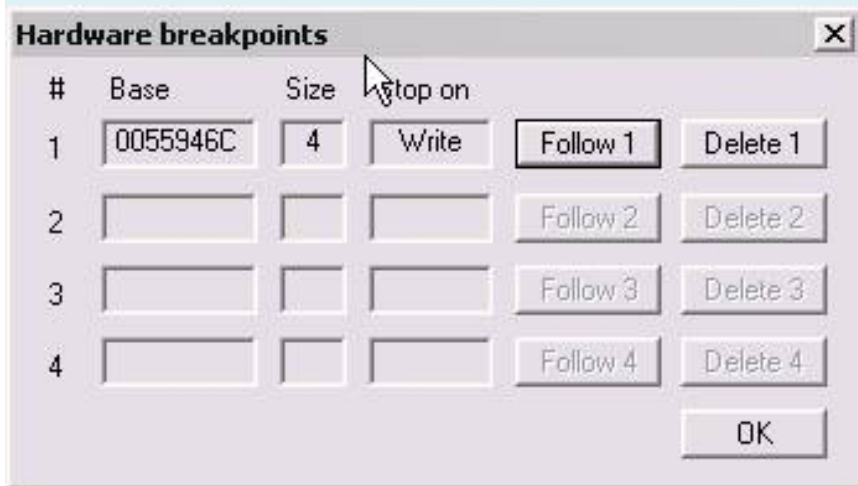 Hardware breakpoints
# Base Size Stop on
1 0055946C 4 Write Follow 1 Delete 1
2 Follow 2 Delete 2
3 Follow 3 Delete 3
4 Follow 4 Delete 4
OK